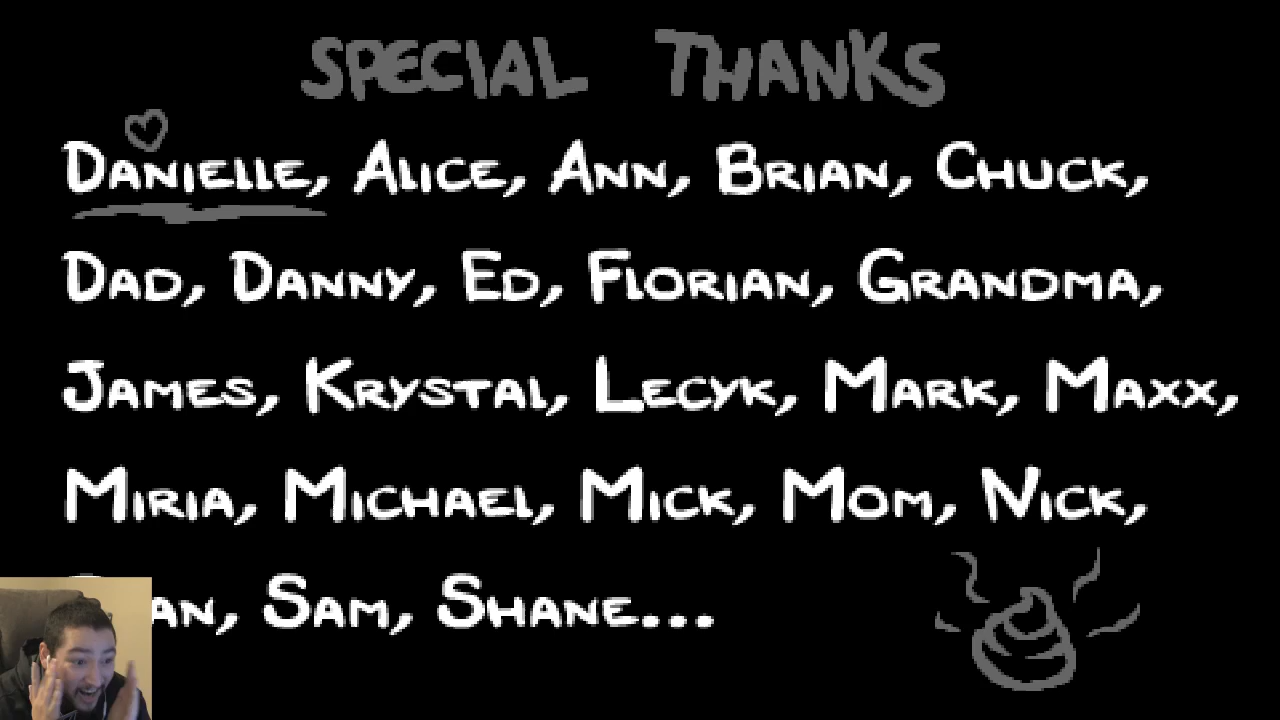 SPECIAL THANKS
DANIELLE, ALICE, ANN, BRIAN, CHUCK,
DAD, DANNY, ED, FLORIAN, GRANDMA,
JAMES, KRYSTAL, LECYK, MARK, MAXX,
MIRIA, MICHAEL, MICK, MOM, NICK,
SAM, SHANE...